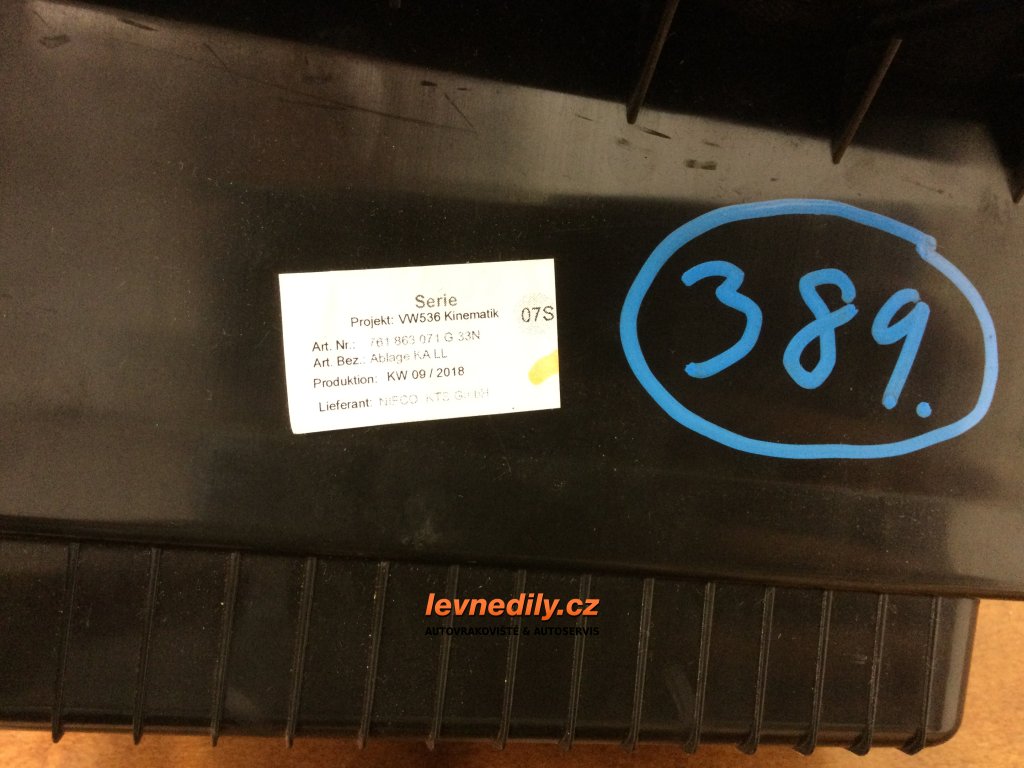 Serie
Projekt: VW536 Kinematik
07S
Art. Nr.: 761 863 071 G 33N
Art. Bez.: Ablage KA LL
Produktion: KW 09 / 2018
Lieferant: NIFCO KTS GmbH
389.
levnedily.cz
AUTOVRAKOVIŠTĚ & AUTOSERVIS